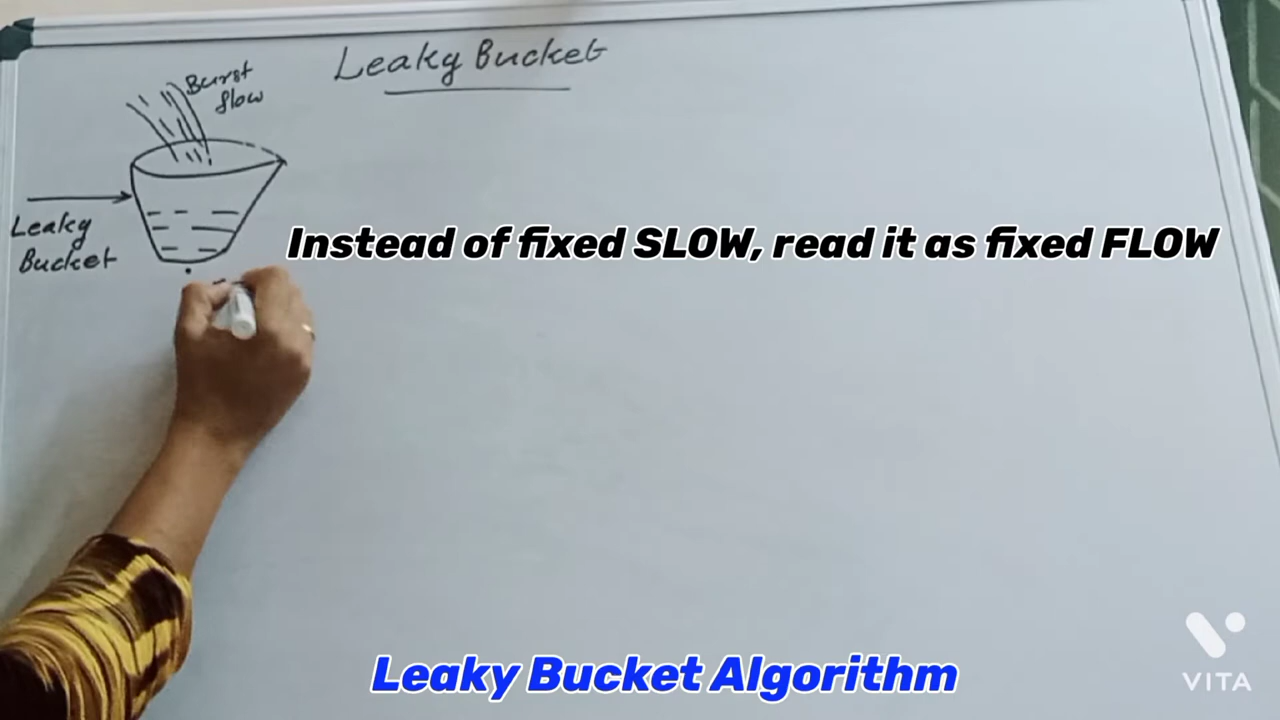 Leaky Bucket
Burst
flow
Leaky
Bucket
Instead of fixed SLOW, read it as fixed FLOW
Leaky Bucket Algorithm
VITA